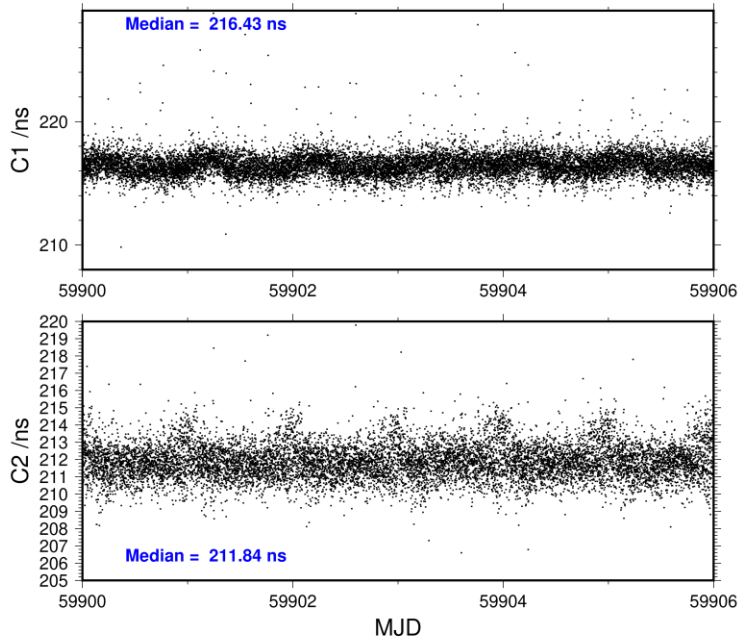 Median = 216.43 ns
220
C1 /ns
210
59900 59902 59904 59906
220
219
218
217
216
215
214
213
212
211
210
209
208
207
206
205
C2 /ns
Median = 211.84 ns
59900 59902 59904 59906
MJD